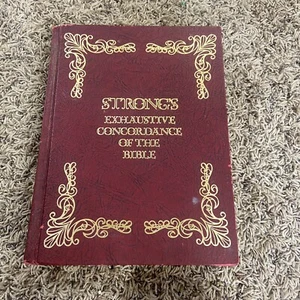 STRONG'S
EXHAUSTIVE
CONCORDANCE
OF THE
BIBLE